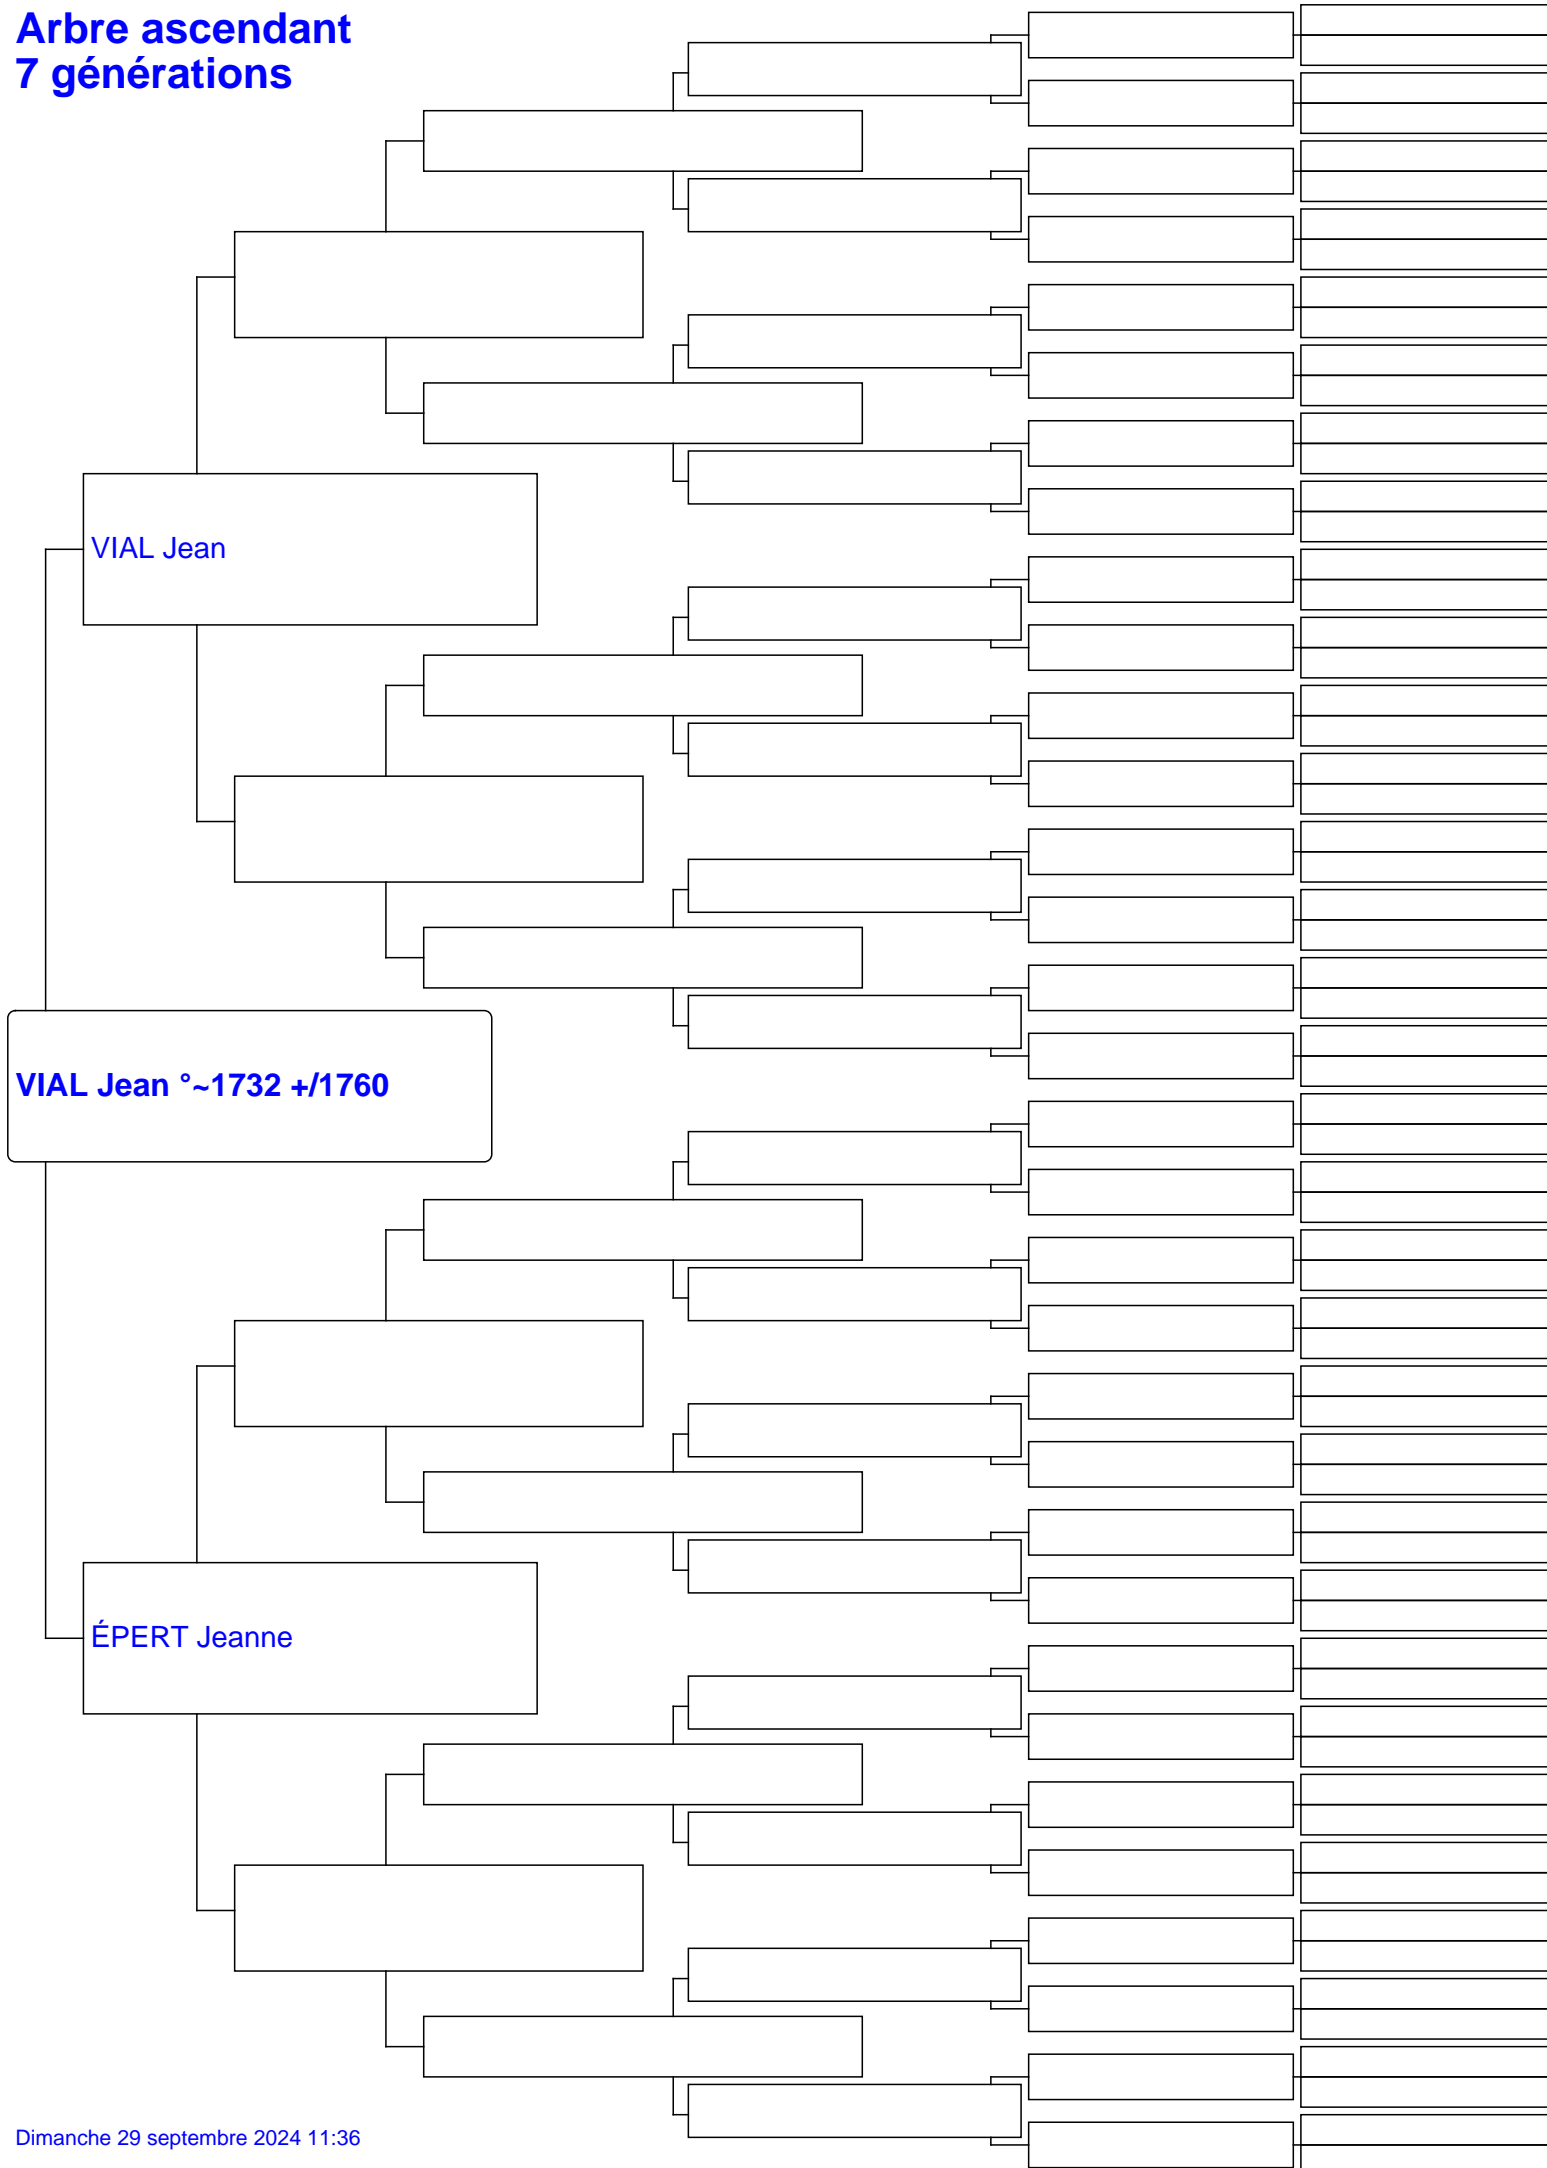 Arbre ascendant
7 générations
VIAL Jean
VIAL Jean °~1732 +/1760
ÉPERT Jeanne
Dimanche 29 septembre 2024 11:36